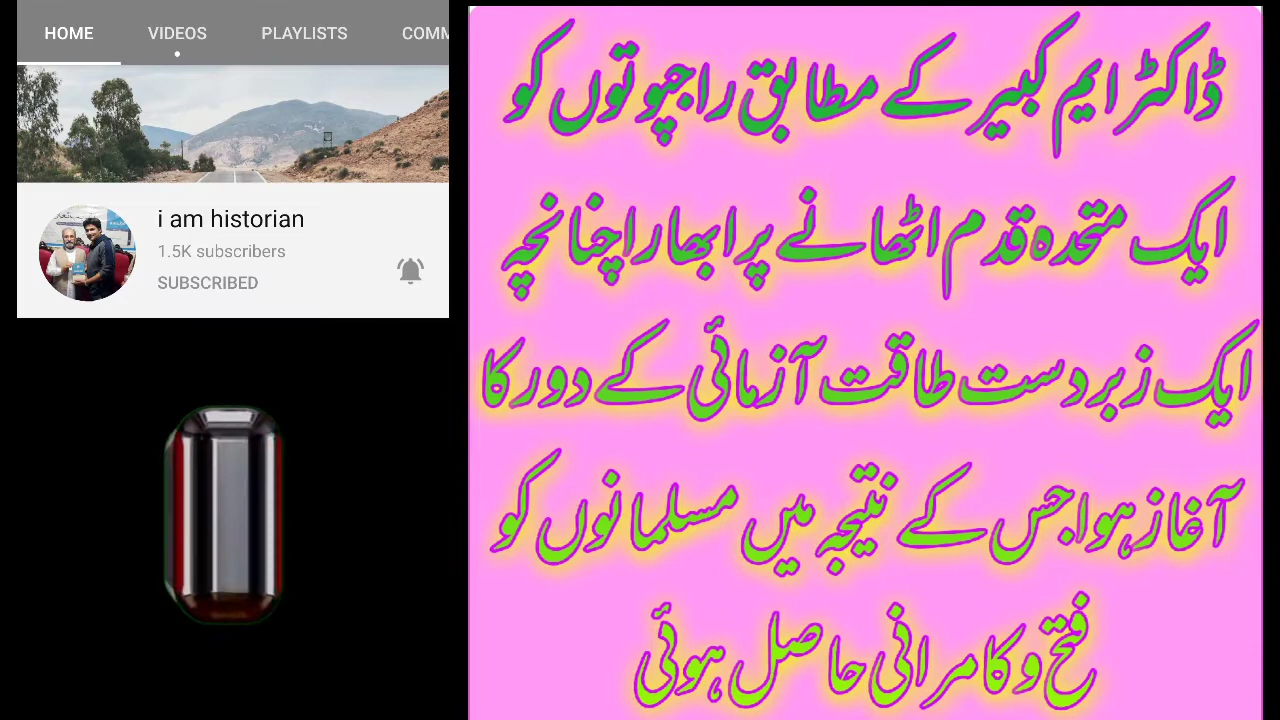 HOME VIDEOS PLAYLISTS COMM
i am historian
1.5K subscribers
SUBSCRIBED
ڈاکٹر ایم کبیر کے مطابق راجپوتوں کو
ایک متحدہ قدم اٹھانے پر ابھارا چنانچہ
ایک زبردست طاقت آزمائی کے دور کا
آغاز ہوا جس کے نتیجہ میں مسلمانوں کو
فتح و کامرانی حاصل ہوئی